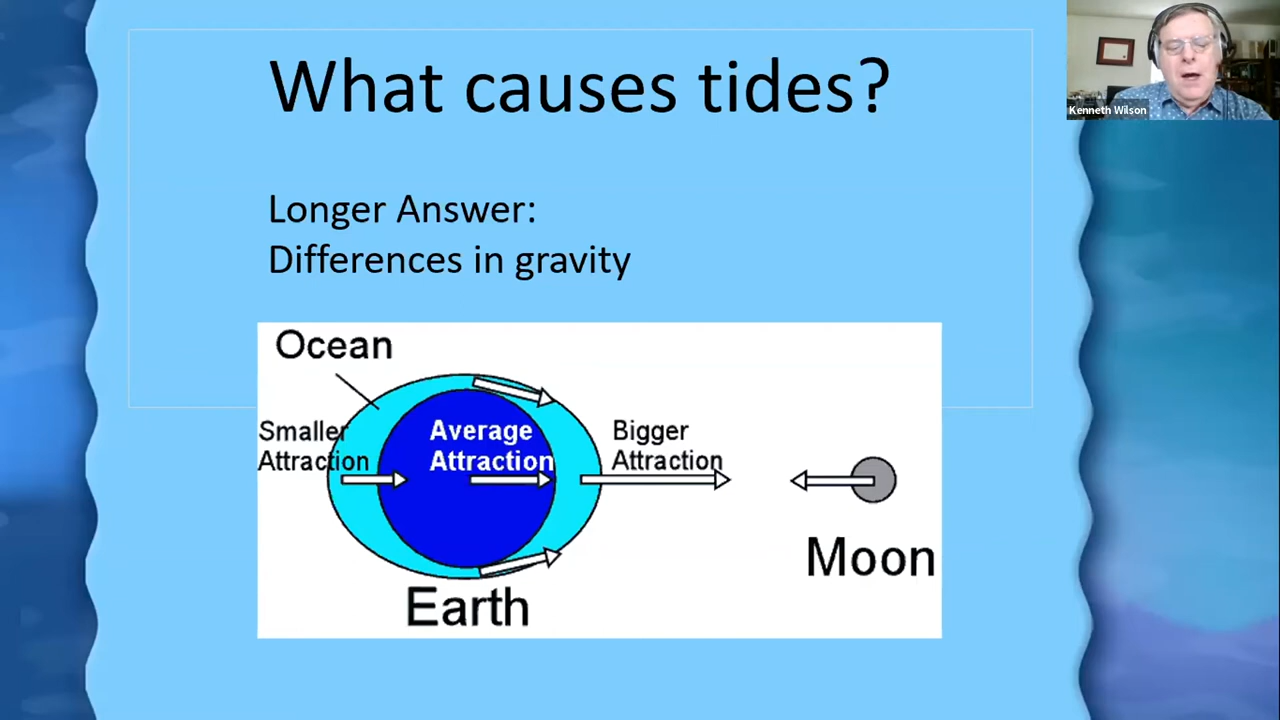 What causes tides?
Kenneth Wilson
Longer Answer:
Differences in gravity
Ocean
Smaller
Attraction
Average
Attraction
Bigger
Attraction
Moon
Earth